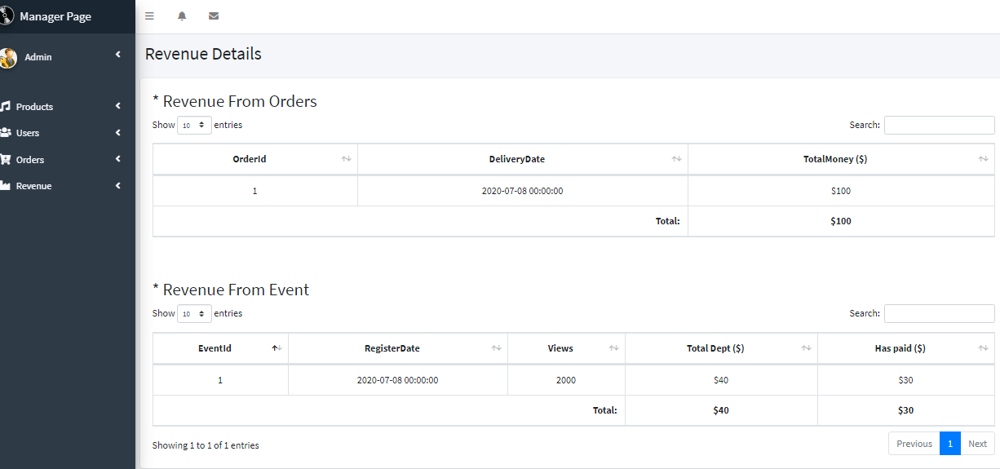 Manager Page
Admin
Products
Users
Orders
Revenue
Revenue Details
* Revenue From Orders
Show 10 entries Search:
OrderId DeliveryDate TotalMoney ($)
1 2020-07-08 00:00:00 $100
Total: $100
* Revenue From Event
Show 10 entries Search:
EventId RegisterDate Views Total Dept ($) Has paid ($)
1 2020-07-08 00:00:00 2000 $40 $30
Total: $40 $30
Showing 1 to 1 of 1 entries Previous 1 Next